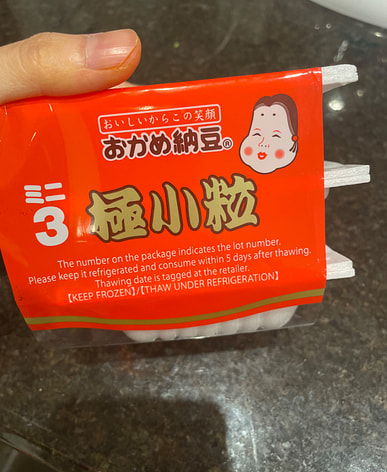 おいしいからこの笑顔
おかめ納豆®
ミニ
3
極小粒
The number on the package indicates the lot number.
Please keep it refrigerated and consume within 5 days after thawing.
Thawing date is tagged at the retailer.
【KEEP FROZEN】/【THAW UNDER REFRIGERATION】